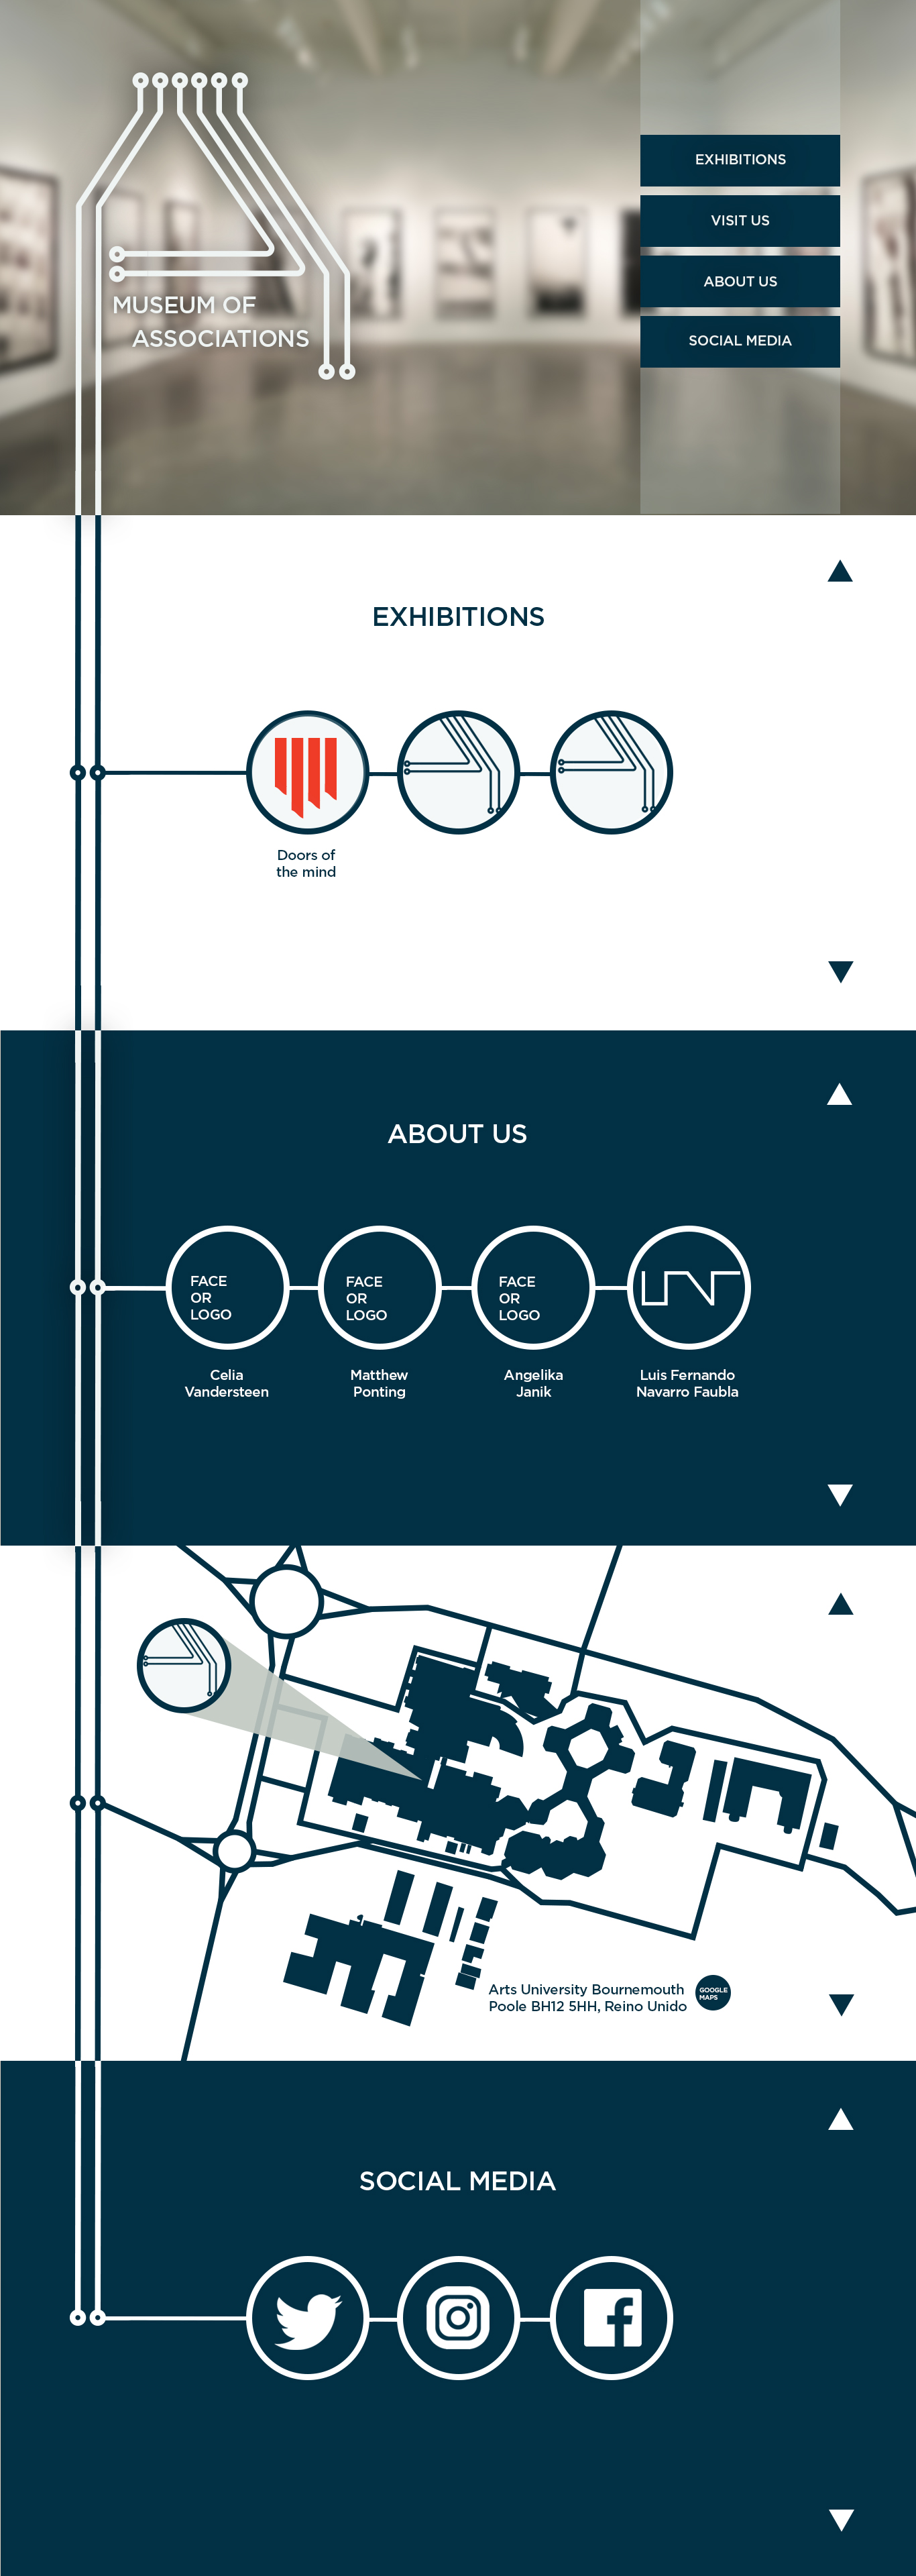 MUSEUM OF
ASSOCIATIONS
EXHIBITIONS
VISIT US
ABOUT US
SOCIAL MEDIA
EXHIBITIONS
Doors of
the mind
ABOUT US
FACE
OR
LOGO
FACE
OR
LOGO
FACE
OR
LOGO
Celia
Vandersteen
Matthew
Ponting
Angelika
Janik
Luis Fernando
Navarro Faubla
Arts University Bournemouth
Poole BH12 5HH, Reino Unido
GOOGLE
MAPS
SOCIAL MEDIA